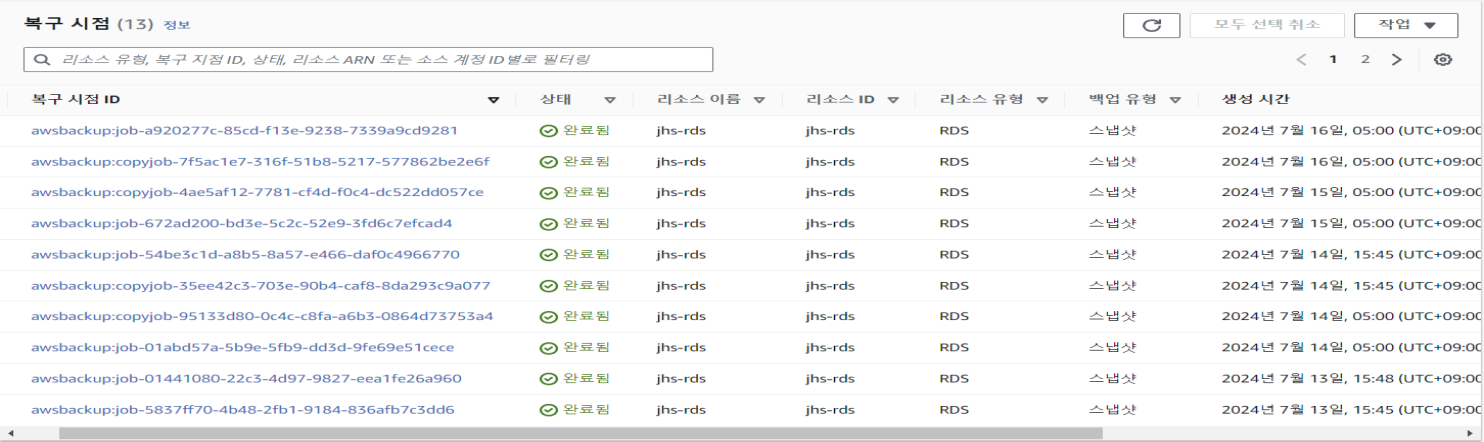 복구 시점 (13) 정보
모두 선택 취소 작업
리소스 유형, 복구 지점 ID, 상태, 리소스 ARN 또는 소스 계정 ID별로 필터링
1 2
복구 시점 ID 상태 리소스 이름 리소스 ID 리소스 유형 백업 유형 생성 시간
awsbackup:job-a920277c-85cd-f13e-9238-7339a9cd9281 완료됨 jhs-rds jhs-rds RDS 스냅샷 2024년 7월 16일, 05:00 (UTC+09:00
awsbackup:copyjob-7f5ac1e7-316f-51b8-5217-577862be2e6f 완료됨 jhs-rds jhs-rds RDS 스냅샷 2024년 7월 16일, 05:00 (UTC+09:00
awsbackup:copyjob-4ae5af12-7781-cf4d-f0c4-dc522dd057ce 완료됨 jhs-rds jhs-rds RDS 스냅샷 2024년 7월 15일, 05:00 (UTC+09:00
awsbackup:job-672ad200-bd3e-5c2c-52e9-3fd6c7efcad4 완료됨 jhs-rds jhs-rds RDS 스냅샷 2024년 7월 15일, 05:00 (UTC+09:00
awsbackup:job-54be3c1d-a8b5-8a57-e466-daf0c4966770 완료됨 jhs-rds jhs-rds RDS 스냅샷 2024년 7월 14일, 15:45 (UTC+09:00
awsbackup:copyjob-35ee42c3-703e-90b4-caf8-8da293c9a077 완료됨 jhs-rds jhs-rds RDS 스냅샷 2024년 7월 14일, 15:45 (UTC+09:00
awsbackup:copyjob-95133d80-0c4c-c8fa-a6b3-0864d73753a4 완료됨 jhs-rds jhs-rds RDS 스냅샷 2024년 7월 14일, 05:00 (UTC+09:00
awsbackup:job-01abd57a-5b9e-5fb9-dd3d-9fe69e51cece 완료됨 jhs-rds jhs-rds RDS 스냅샷 2024년 7월 14일, 05:00 (UTC+09:00
awsbackup:job-01441080-22c3-4d97-9827-eea1fe26a960 완료됨 jhs-rds jhs-rds RDS 스냅샷 2024년 7월 13일, 15:48 (UTC+09:00
awsbackup:job-5837ff70-4b48-2fb1-9184-836afb7c3dd6 완료됨 jhs-rds jhs-rds RDS 스냅샷 2024년 7월 13일, 15:45 (UTC+09:00